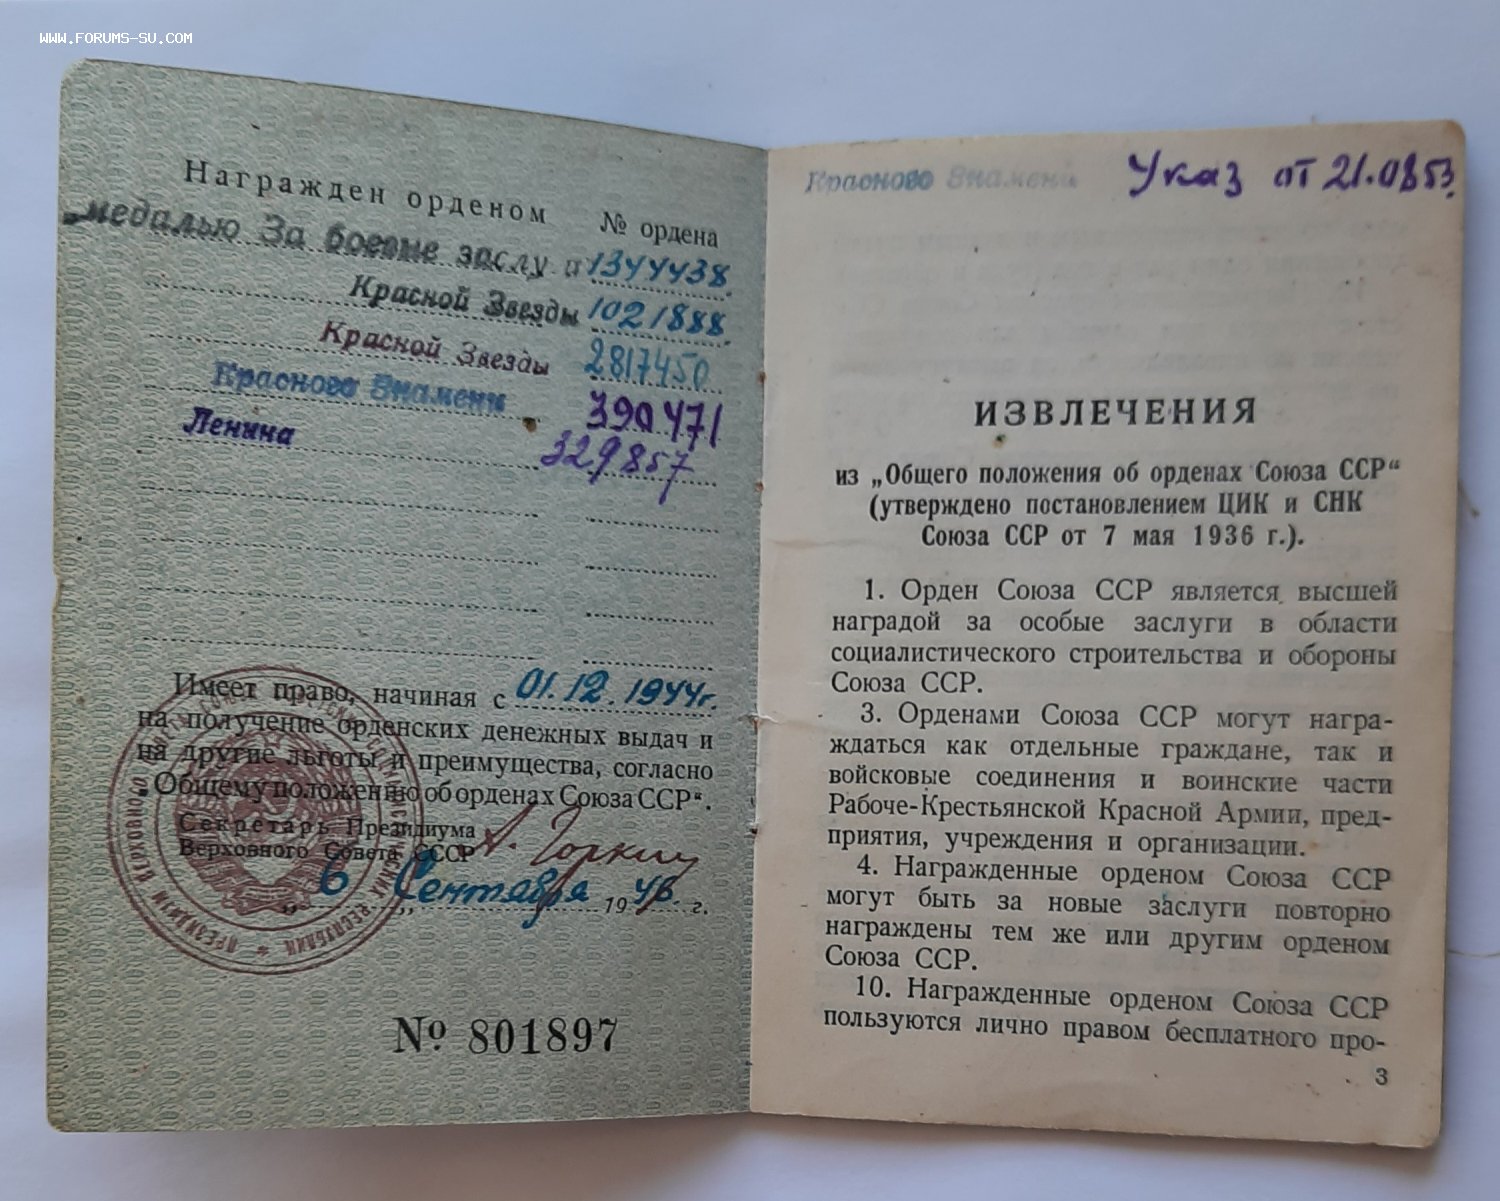 WWW.FORUMS-SU.COM
Награжден орденом № ордена
медалью За боевые заслу и 1344438
Красной Звезды 1021888
Красной Звезды 2817450
Красного Знамени 390471
Ленина 329857
Имеет право, начиная с 01.12.1944г.
на получение орденских денежных выдач и
на другие льготы и преимущества, согласно
„Общему положению об орденах Союза ССР“.
Секретарь Президиума
Верховного Совета СССР А. Горкин
„6 „ Сентября 1946. г.
ПРЕЗИДИУМ ВЕРХОВНОГО
№ 801897
Красного Знамени Указ от 21.0853.
ИЗВЛЕЧЕНИЯ
из „Общего положения об орденах Союза ССР“
(утверждено постановлением ЦИК и СНК
Союза ССР от 7 мая 1936 г.).
1. Орден Союза ССР является высшей
наградой за особые заслуги в области
социалистического строительства и обороны
Союза ССР.
3. Орденами Союза ССР могут награ-
ждаться как отдельные граждане, так и
войсковые соединения и воинские части
Рабоче-Крестьянской Красной Армии, пред-
приятия, учреждения и организации.
4. Награжденные орденом Союза ССР
могут быть за новые заслуги повторно
награждены тем же или другим орденом
Союза ССР.
10. Награжденные орденом Союза ССР
пользуются лично правом бесплатного про-
3